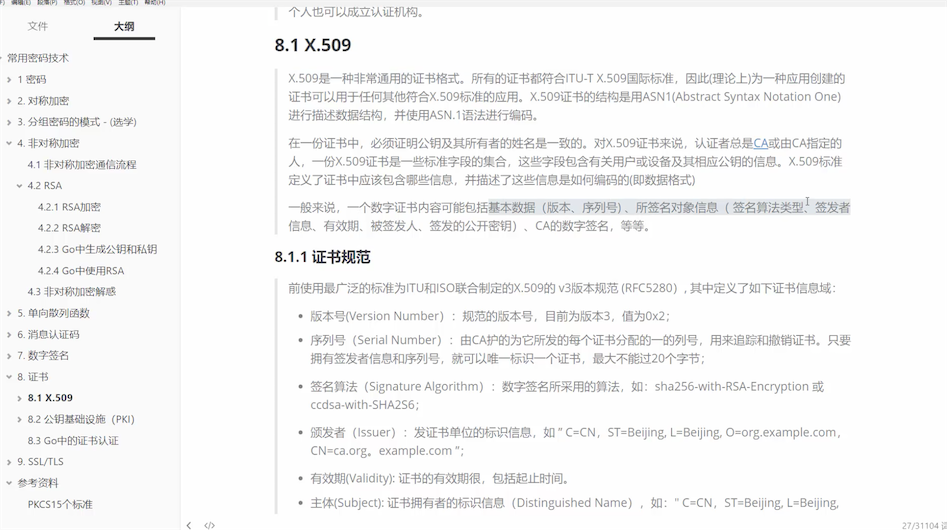 编辑(E) 段落(P) 格式(O) 视图(V) 主题(T) 帮助(H)
文件 大纲
常用密码技术
1 密码
2. 对称加密
3. 分组密码的模式 - (选学)
4. 非对称加密
4.1 非对称加密通信流程
4.2 RSA
4.2.1 RSA加密
4.2.2 RSA解密
4.2.3 Go中生成公钥和私钥
4.2.4 Go中使用RSA
4.3 非对称加密解惑
5. 单向散列函数
6. 消息认证码
7. 数字签名
8. 证书
8.1 X.509
8.2 公钥基础设施（PKI）
8.3 Go中的证书认证
9. SSL/TLS
参考资料
PKCS15个标准
个人也可以成立认证机构。
8.1 X.509
X.509是一种非常通用的证书格式。所有的证书都符合ITU-T X.509国际标准，因此(理论上)为一种应用创建的
证书可以用于任何其他符合X.509标准的应用。X.509证书的结构是用ASN1(Abstract Syntax Notation One)
进行描述数据结构，并使用ASN.1语法进行编码。
在一份证书中，必须证明公钥及其所有者的姓名是一致的。对X.509证书来说，认证者总是CA或由CA指定的
人，一份X.509证书是一些标准字段的集合，这些字段包含有关用户或设备及其相应公钥的信息。X.509标准
定义了证书中应该包含哪些信息，并描述了这些信息是如何编码的(即数据格式)
一般来说，一个数字证书内容可能包括基本数据（版本、序列号) 、所签名对象信息（ 签名算法类型、签发者
信息、有效期、被签发人、签发的公开密钥）、CA的数字签名，等等。
8.1.1 证书规范
前使用最广泛的标准为ITU和ISO联合制定的X.509的 v3版本规范 (RFC5280）, 其中定义了如下证书信息域：
版本号(Version Number）：规范的版本号，目前为版本3，值为0x2；
序列号（Serial Number）：由CA护的为它所发的每个证书分配的一的列号，用来追踪和撤销证书。只要
拥有签发者信息和序列号，就可以唯一标识一个证书，最大不能过20个字节；
签名算法（Signature Algorithm）：数字签名所采用的算法，如：sha256-with-RSA-Encryption 或
ccdsa-with-SHA2S6；
颁发者（Issuer）：发证书单位的标识信息，如 ” C=CN，ST=Beijing, L=Beijing, O=org.example.com，
CN=ca.org。example.com ”；
有效期(Validity): 证书的有效期很，包括起止时间。
主体(Subject): 证书拥有者的标识信息（Distinguished Name），如：" C=CN，ST=Beijing, L=Beijing,
27/31104 词